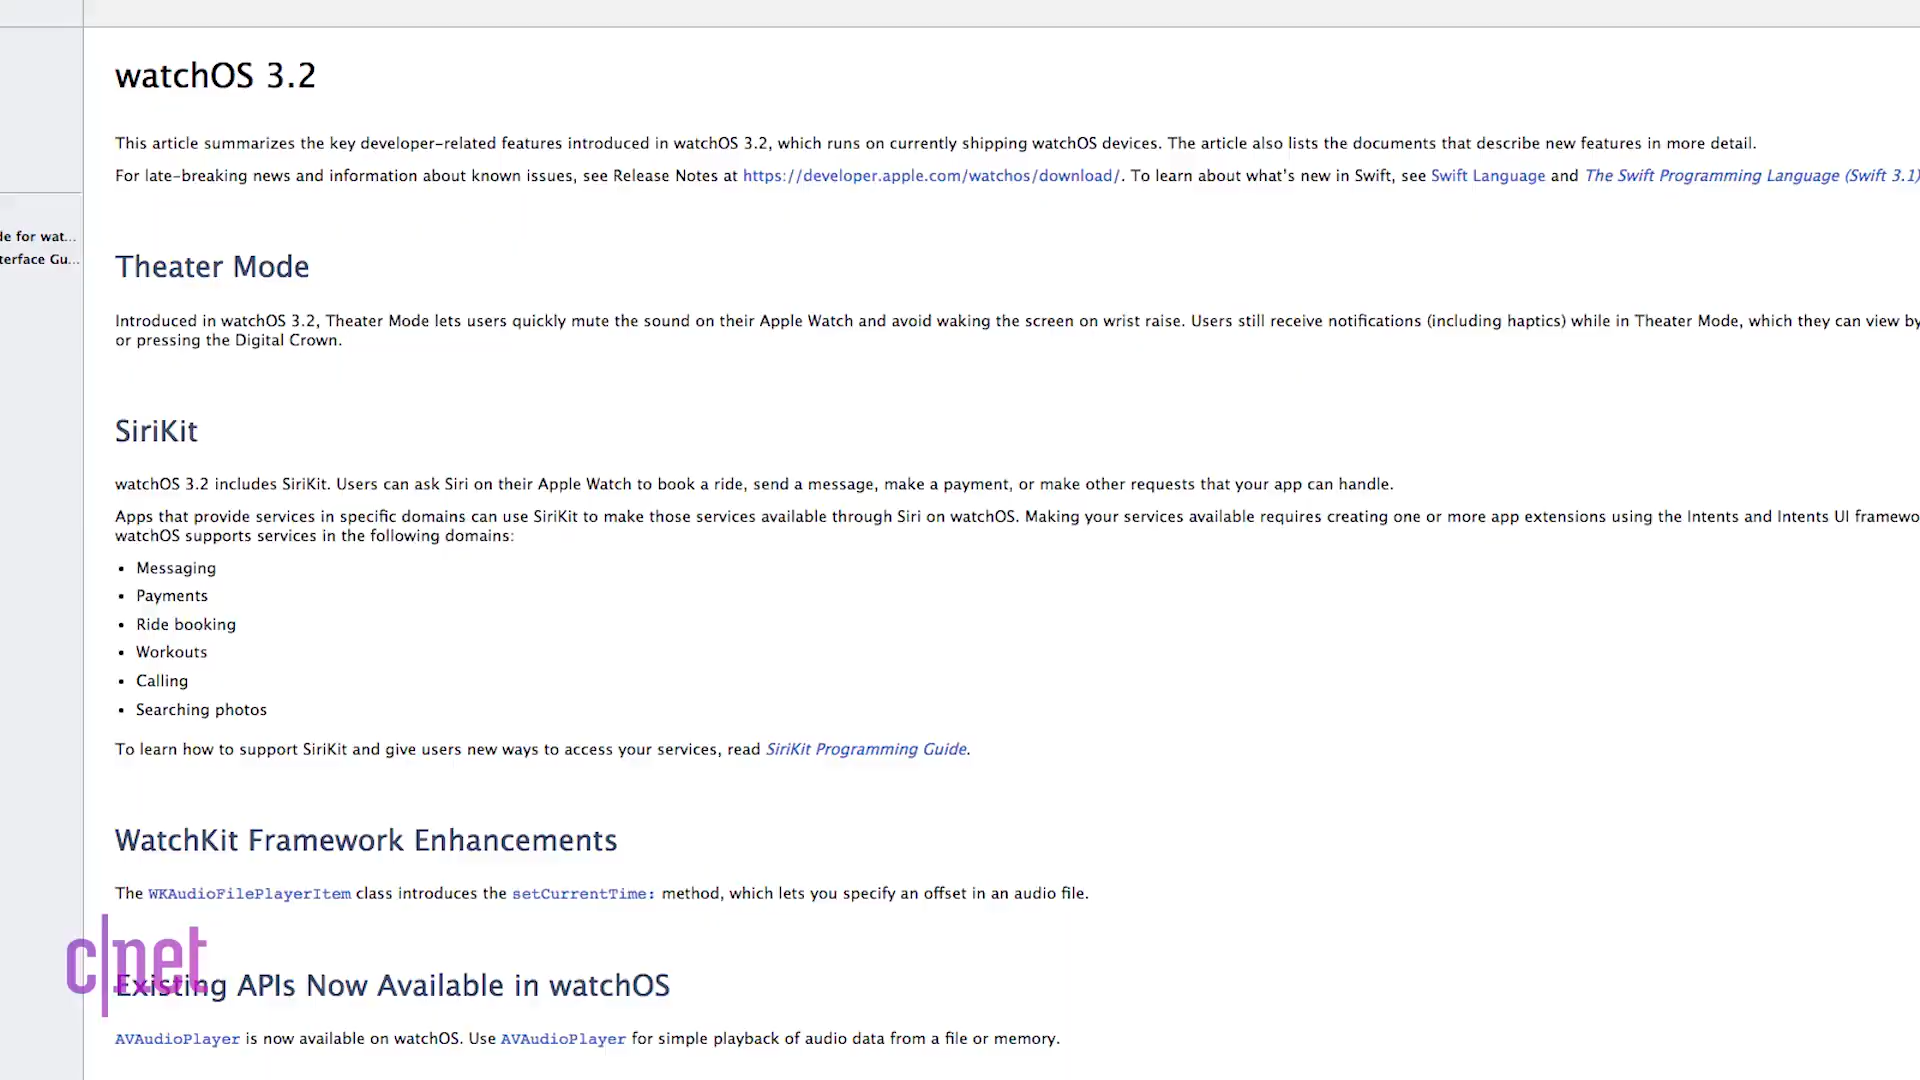 watchOS 3.2
This article summarizes the key developer-related features introduced in watchOS 3.2, which runs on currently shipping watchOS devices. The article also lists the documents that describe new features in more detail.
For late-breaking news and information about known issues, see Release Notes at https://developer.apple.com/watchos/download/. To learn about what's new in Swift, see Swift Language and The Swift Programming Language (Swift 3.1)
de for wat...
terface Gu...
Theater Mode
Introduced in watchOS 3.2, Theater Mode lets users quickly mute the sound on their Apple Watch and avoid waking the screen on wrist raise. Users still receive notifications (including haptics) while in Theater Mode, which they can view by
or pressing the Digital Crown.
SiriKit
watchOS 3.2 includes SiriKit. Users can ask Siri on their Apple Watch to book a ride, send a message, make a payment, or make other requests that your app can handle.
Apps that provide services in specific domains can use SiriKit to make those services available through Siri on watchOS. Making your services available requires creating one or more app extensions using the Intents and Intents UI framewo
watchOS supports services in the following domains:
• Messaging
• Payments
• Ride booking
• Workouts
• Calling
• Searching photos
To learn how to support SiriKit and give users new ways to access your services, read SiriKit Programming Guide.
WatchKit Framework Enhancements
The WKAudioFilePlayerItem class introduces the setCurrentTime: method, which lets you specify an offset in an audio file.
c|net
Existing APIs Now Available in watchOS
AVAudioPlayer is now available on watchOS. Use AVAudioPlayer for simple playback of audio data from a file or memory.